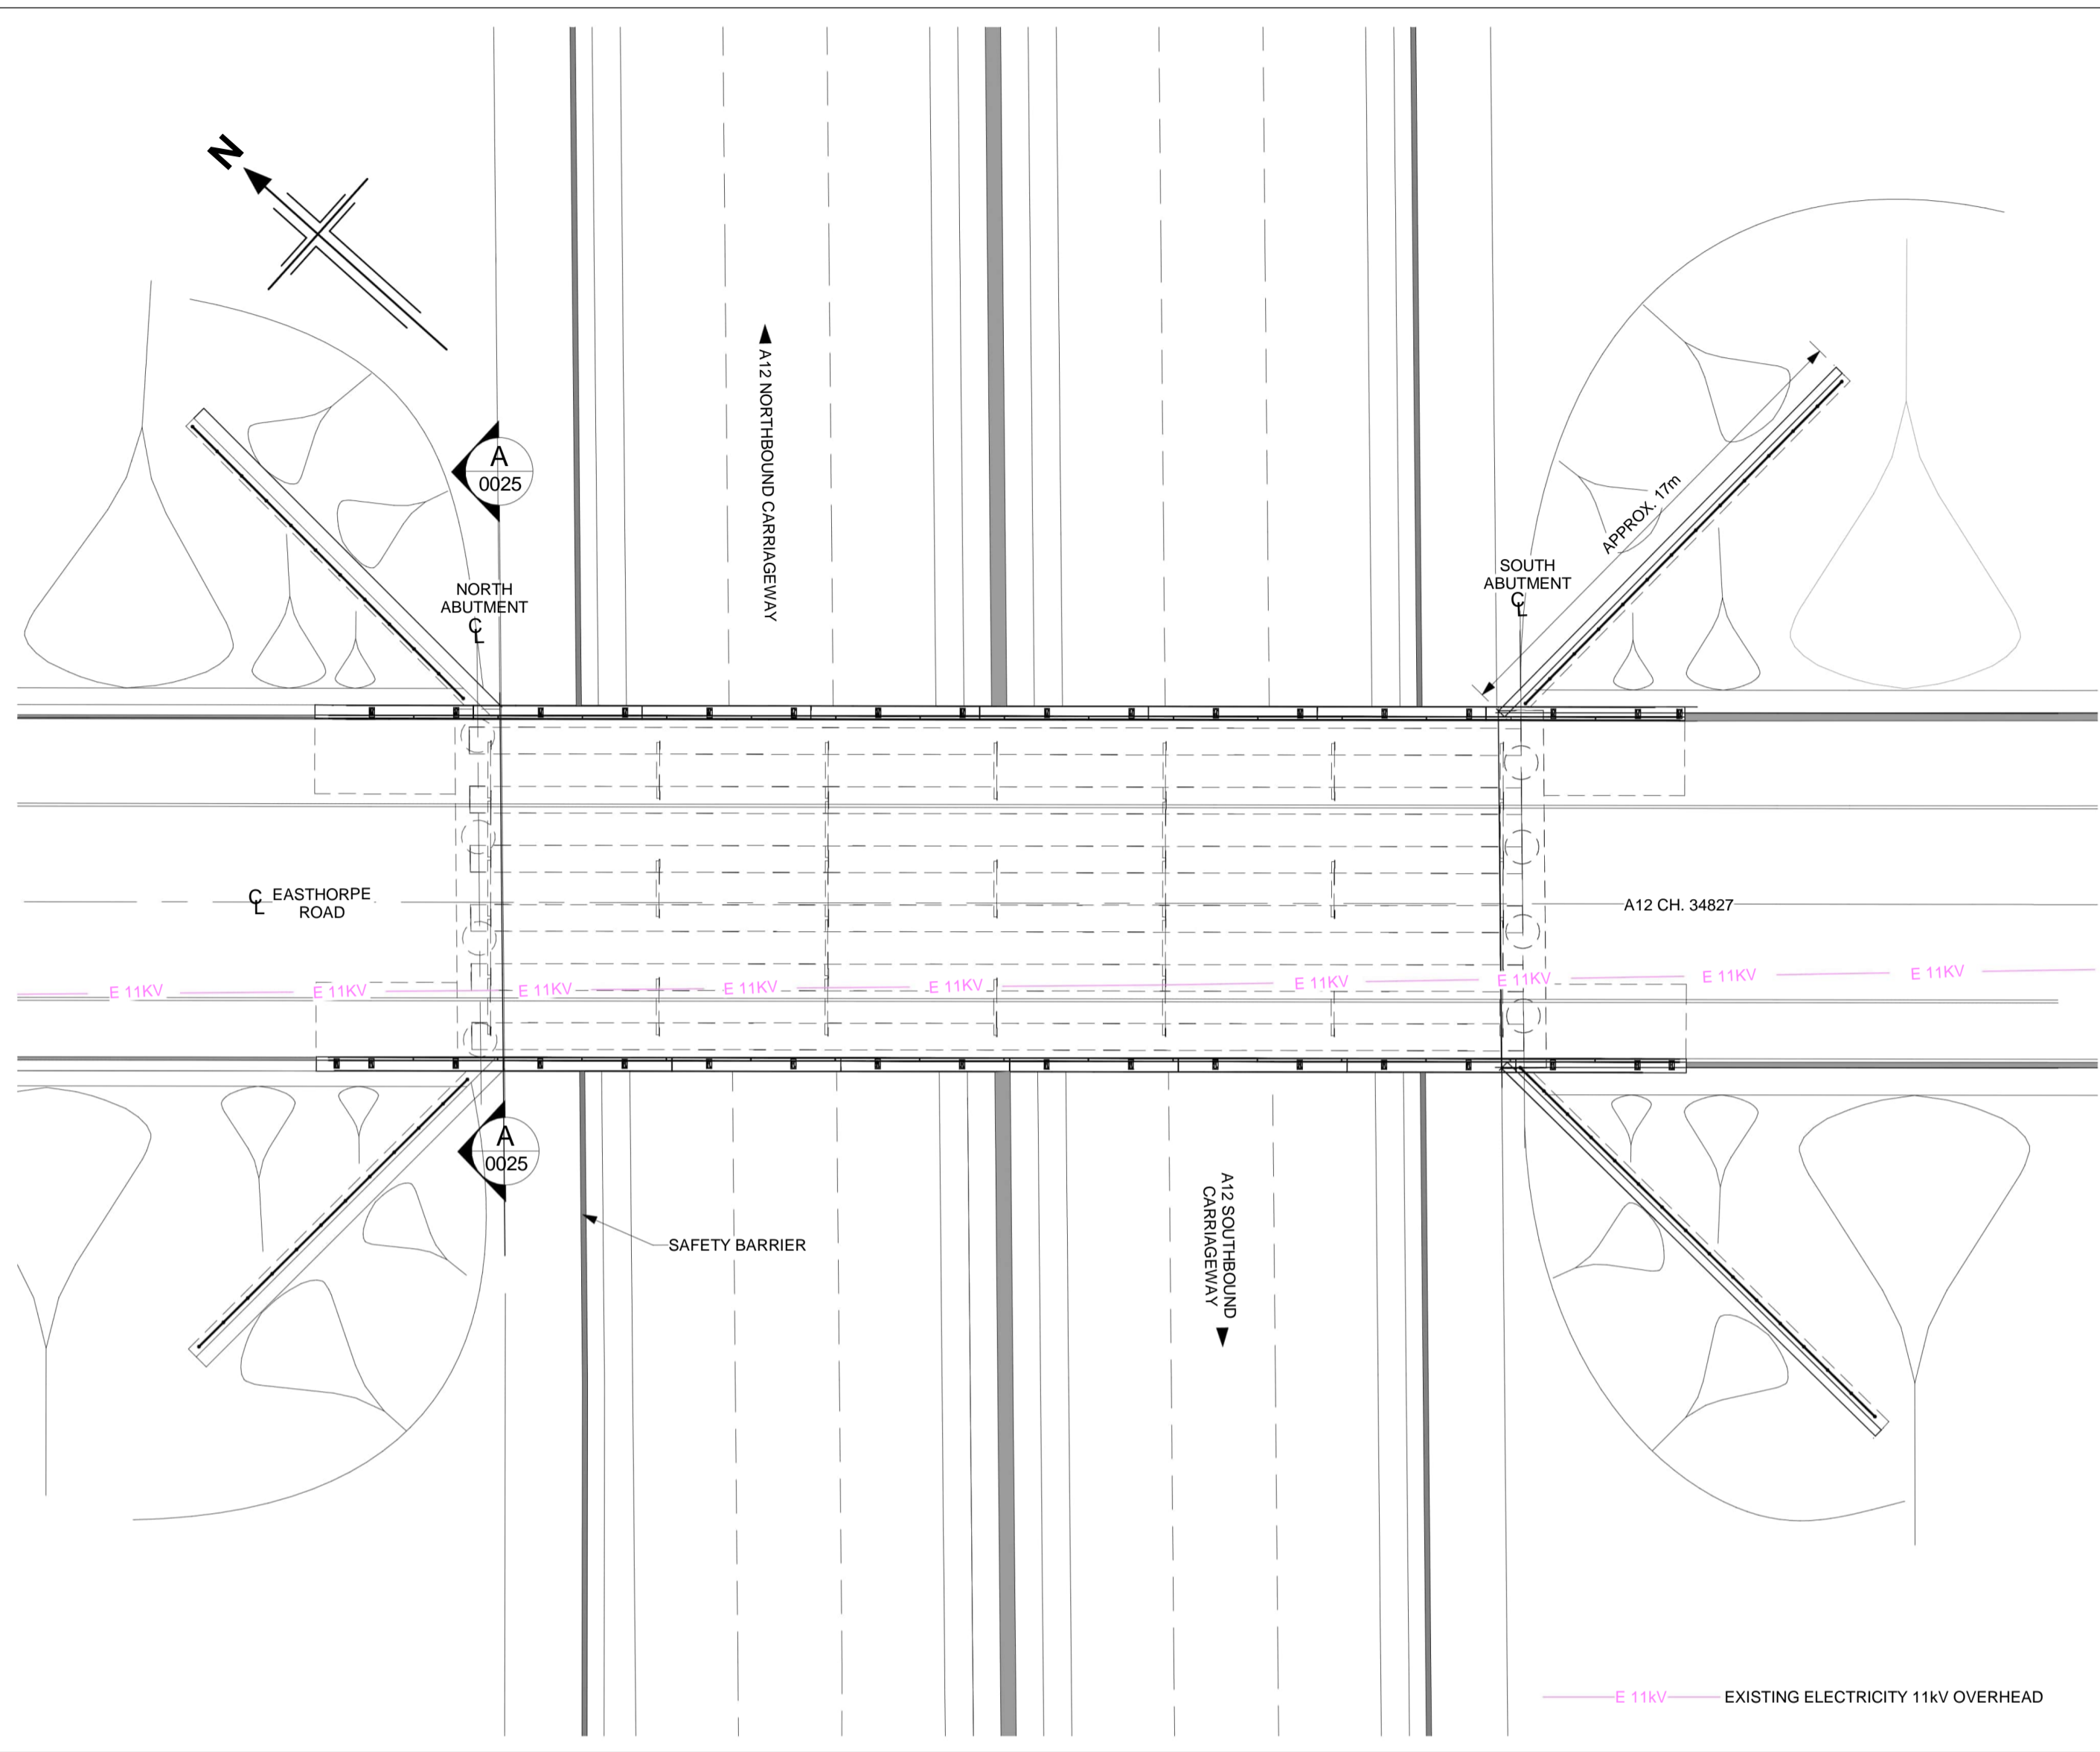 N
A
0025
▲ A12 NORTHBOUND CARRIAGEWAY
NORTH
ABUTMENT
CL
APPROX. 17m
SOUTH
ABUTMENT
CL
CL EASTHORPE
ROAD
A12 CH. 34827
E 11KV
E 11KV
E 11KV
E 11KV
E 11KV
E 11KV
E 11KV
E 11KV
E 11KV
A
0025
SAFETY BARRIER
A12 SOUTHBOUND
CARRIAGEWAY ▼
E 11kV EXISTING ELECTRICITY 11kV OVERHEAD